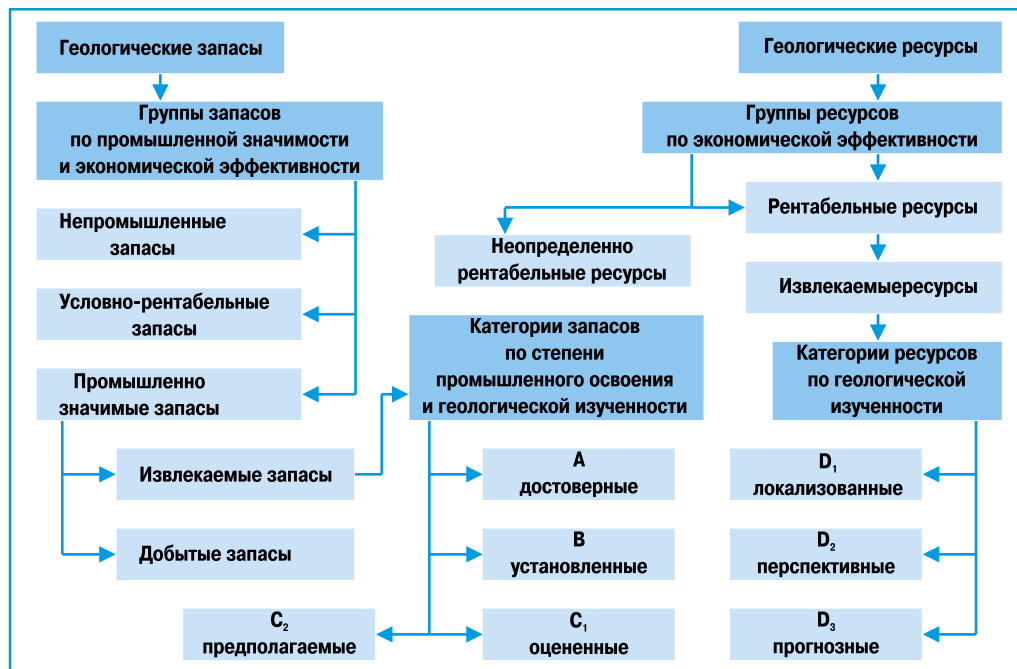 Геологические запасы
Группы запасов
по промышленной значимости
и экономической эффективности
Непромышленные
запасы
Условно-рентабельные
запасы
Промышленно
значимые запасы
Извлекаемые запасы
Добытые запасы
Категории запасов
по степени
промышленного освоения
и геологической изученности
A
достоверные
B
установленные
C₁
оцененные
C₂
предполагаемые
Геологические ресурсы
Группы ресурсов
по экономической эффективности
Рентабельные ресурсы
Неопределенно
рентабельные ресурсы
Извлекаемыересурсы
Категории ресурсов
по геологической
изученности
D₁
локализованные
D₂
перспективные
D₃
прогнозные